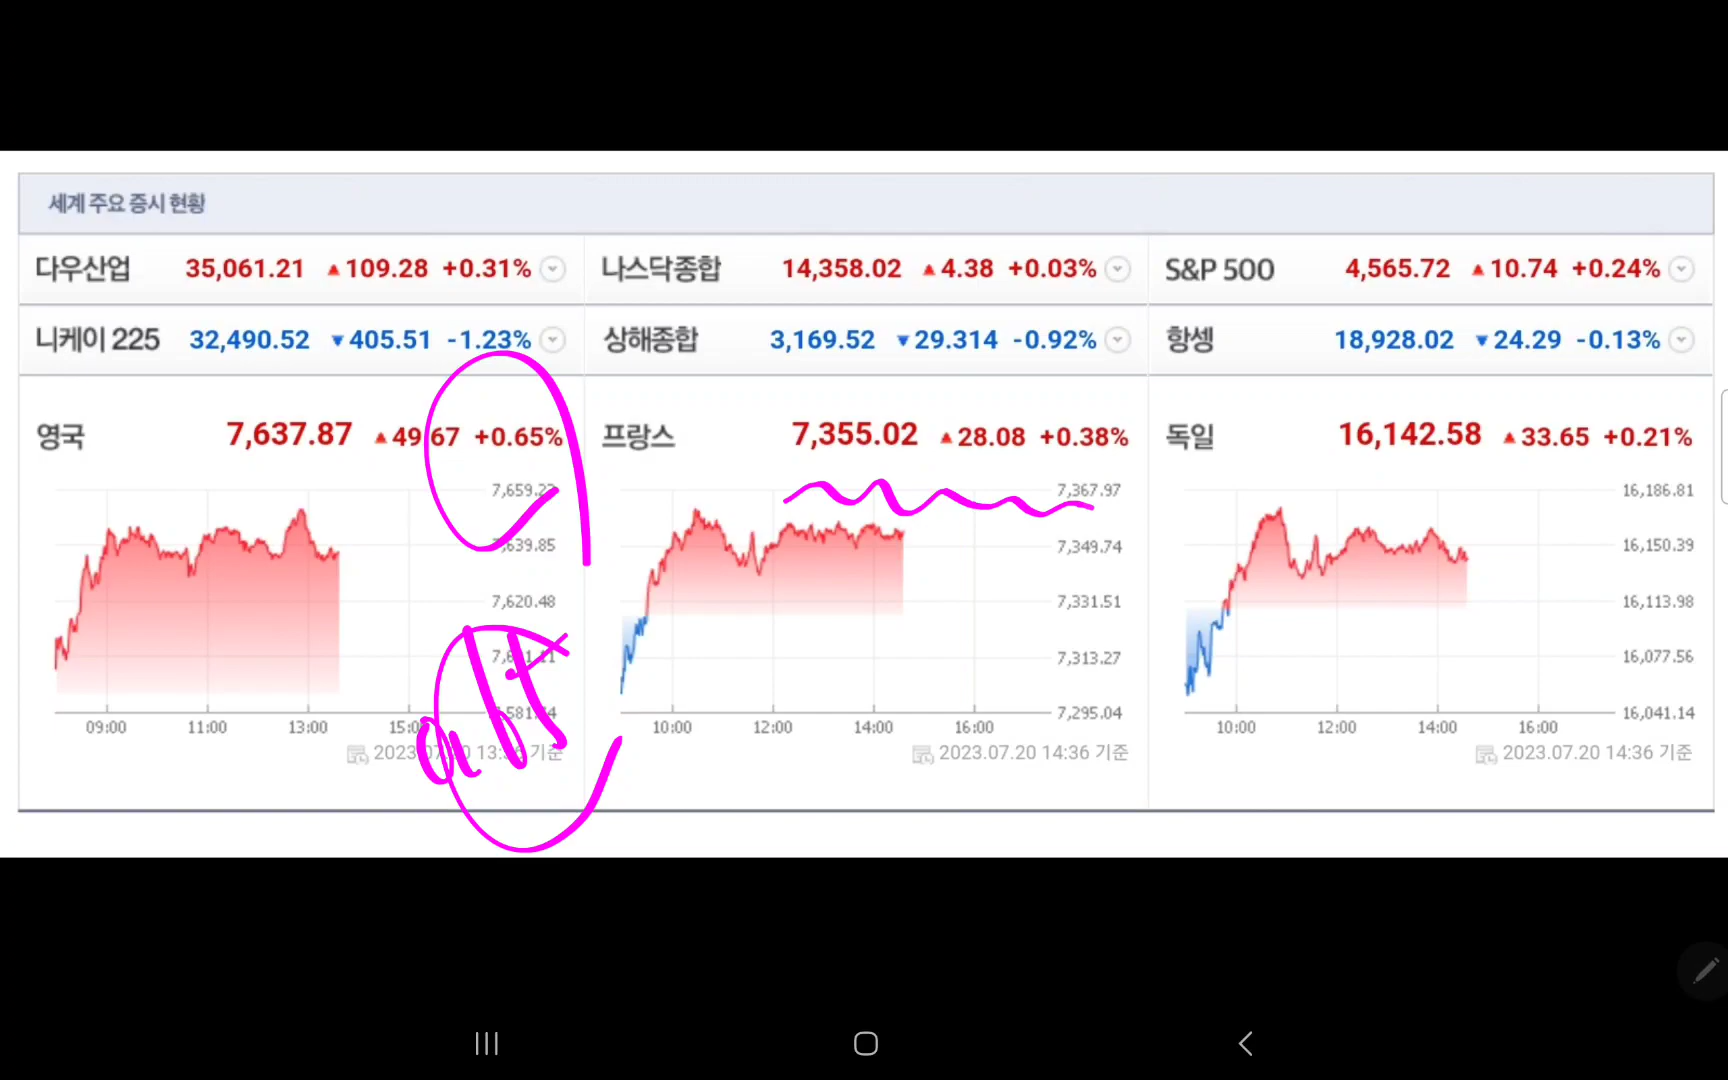 세계 주요 증시 현황
다우산업 35,061.21 ▲109.28 +0.31% 나스닥종합 14,358.02 ▲4.38 +0.03% S&P 500 4,565.72 ▲10.74 +0.24%
니케이 225 32,490.52 ▼405.51 -1.23% 상해종합 3,169.52 ▼29.314 -0.92% 항셍 18,928.02 ▼24.29 -0.13%
영국 7,637.87 ▲49.67 +0.65% 프랑스 7,355.02 ▲28.08 +0.38% 독일 16,142.58 ▲33.65 +0.21%
7,367.97 16,186.81
7,639.85 7,349.74 16,150.39
7,620.48 7,331.51 16,113.98
7,313.27 16,077.56
7,295.04 16,041.14
09:00 11:00 13:00 10:00 12:00 14:00 16:00 10:00 12:00 14:00 16:00
기준 2023.07.20 14:36 기준 2023.07.20 14:36 기준